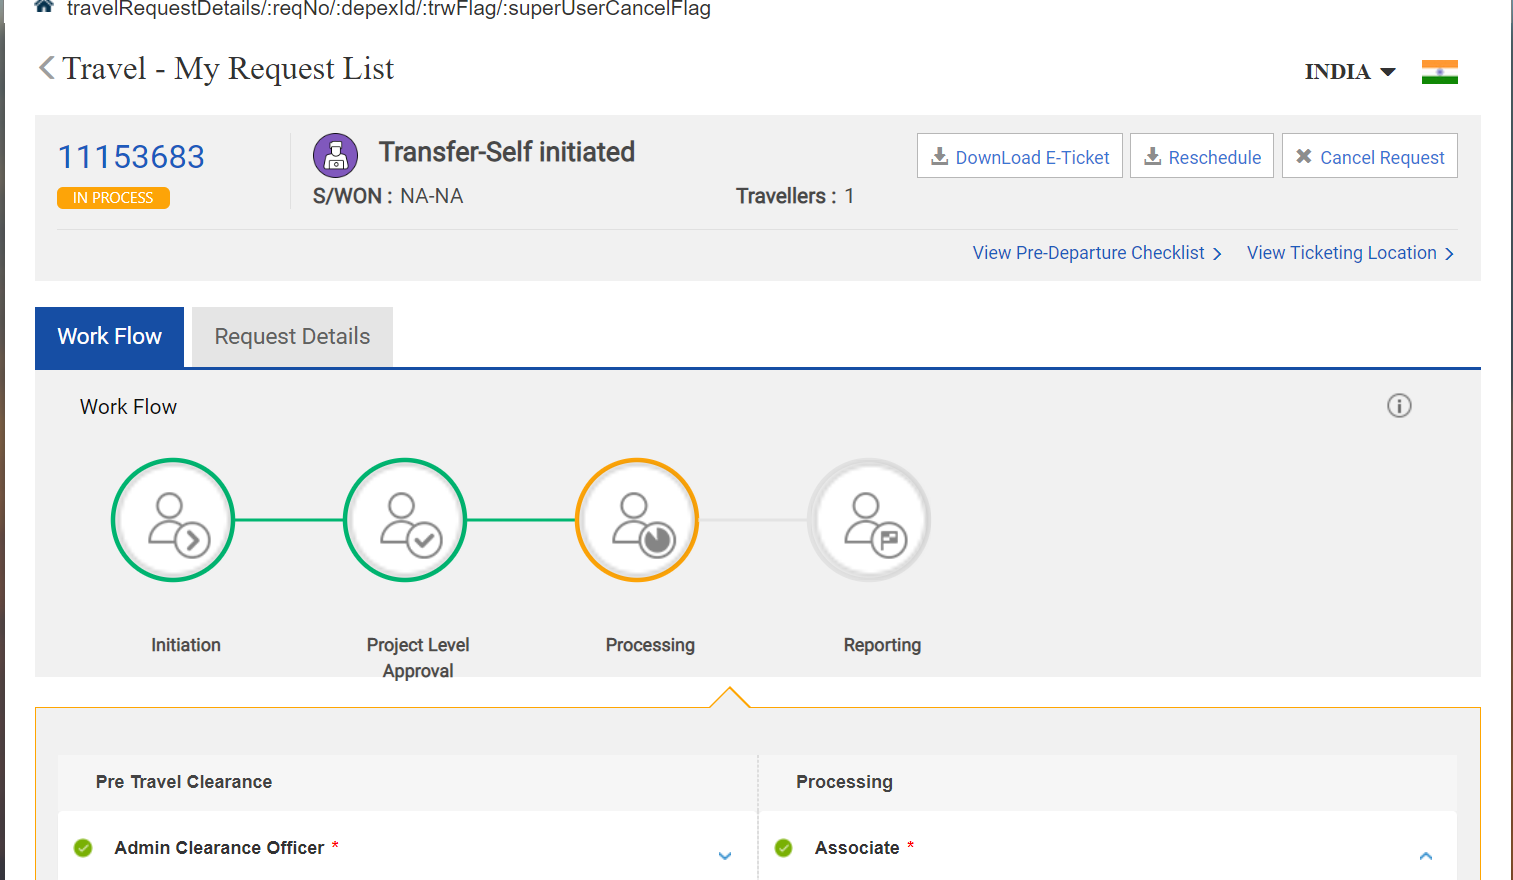 travelRequestDetails/:reqNo/:depexId/:trwFlag/:superUserCancelFlag
Travel - My Request List
INDIA
11153683
IN PROCESS
Transfer-Self initiated
S/WON : NA-NA
Travellers : 1
DownLoad E-Ticket
Reschedule
Cancel Request
View Pre-Departure Checklist
View Ticketing Location
Work Flow
Request Details
Work Flow
Initiation
Project Level
Approval
Processing
Reporting
Pre Travel Clearance
Processing
Admin Clearance Officer *
Associate *